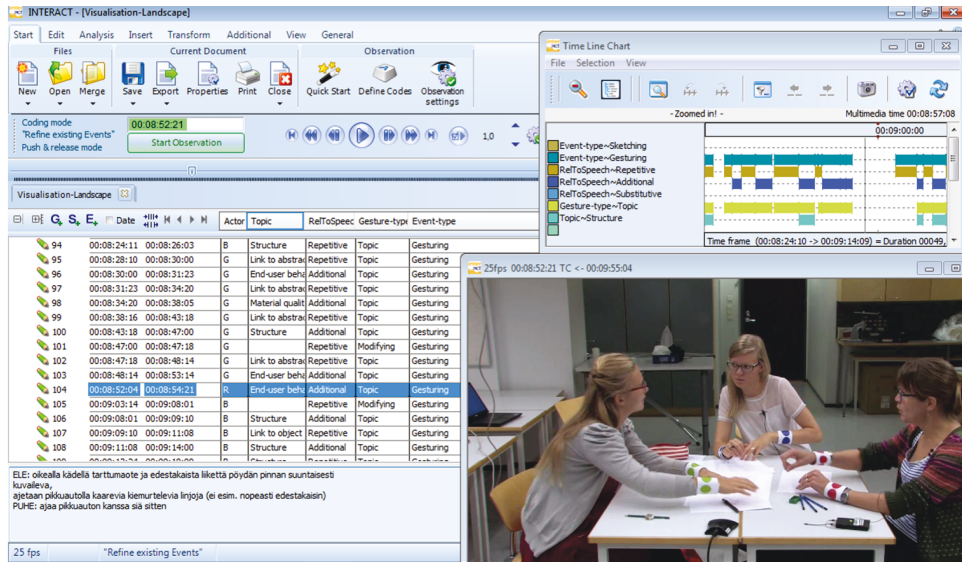 INTERACT - [Visualisation-Landscape]
Start Edit Analysis Insert Transform Additional View General
Files Current Document Observation
New Open Merge Save Export Properties Print Close Quick Start Define Codes Observation settings
Coding mode
"Refine existing Events"
Push & release mode
00:08:52:21
Start Observation
1,0
Visualisation-Landscape
G, S, E, Date Actor Topic RelToSpeec Gesture-type Event-type
94 00:08:24:11 00:08:26:03 B Structure Repetitive Topic Gesturing
95 00:08:28:10 00:08:30:00 G Link to abstrac Repetitive Topic Gesturing
96 00:08:30:00 00:08:31:23 G End-user beha Additional Topic Gesturing
97 00:08:31:23 00:08:34:20 G Link to abstrac Repetitive Topic Gesturing
98 00:08:34:20 00:08:38:05 G Material qualit Additional Topic Gesturing
99 00:08:38:16 00:08:43:18 G Link to abstrac Repetitive Topic Gesturing
100 00:08:43:18 00:08:47:00 G Structure Additional Topic Gesturing
101 00:08:47:00 00:08:47:18 G Repetitive Modifying Gesturing
102 00:08:47:18 00:08:48:14 G Link to abstrac Repetitive Topic Gesturing
103 00:08:48:14 00:08:53:14 G End-user beha Additional Topic Gesturing
104 00:08:52:04 00:08:54:21 R End-user beha Additional Topic Gesturing
105 00:09:03:14 00:09:08:01 B Repetitive Modifying Gesturing
106 00:09:08:01 00:09:09:10 B Structure Additional Topic Gesturing
107 00:09:09:10 00:09:11:08 B Link to object Repetitive Topic Gesturing
108 00:09:11:08 00:09:14:00 B Structure Additional Topic Gesturing
ELE: oikealla kädellä tarttumaote ja edestakaista liikettä pöydän pinnan suuntaisesti
kuvaileva,
ajetaan pikkuautolla kaarevia kiemurtelevia linjoja (ei esim. nopeasti edestakaisin)
PUHE: ajaa pikkuauton kanssa siä sitten
25 fps "Refine existing Events"
Time Line Chart
File Selection View
- Zoomed in! - Multimedia time 00:08:57:08
00:09:00:00
Event-type~Sketching
Event-type~Gesturing
RelToSpeech~Repetitive
RelToSpeech~Additional
RelToSpeech~Substitutive
Gesture-type~Topic
Topic~Structure
Time frame (00:08:24:10 -> 00:09:14:09) = Duration 00049,
25fps 00:08:52:21 TC <- 00:09:55:04